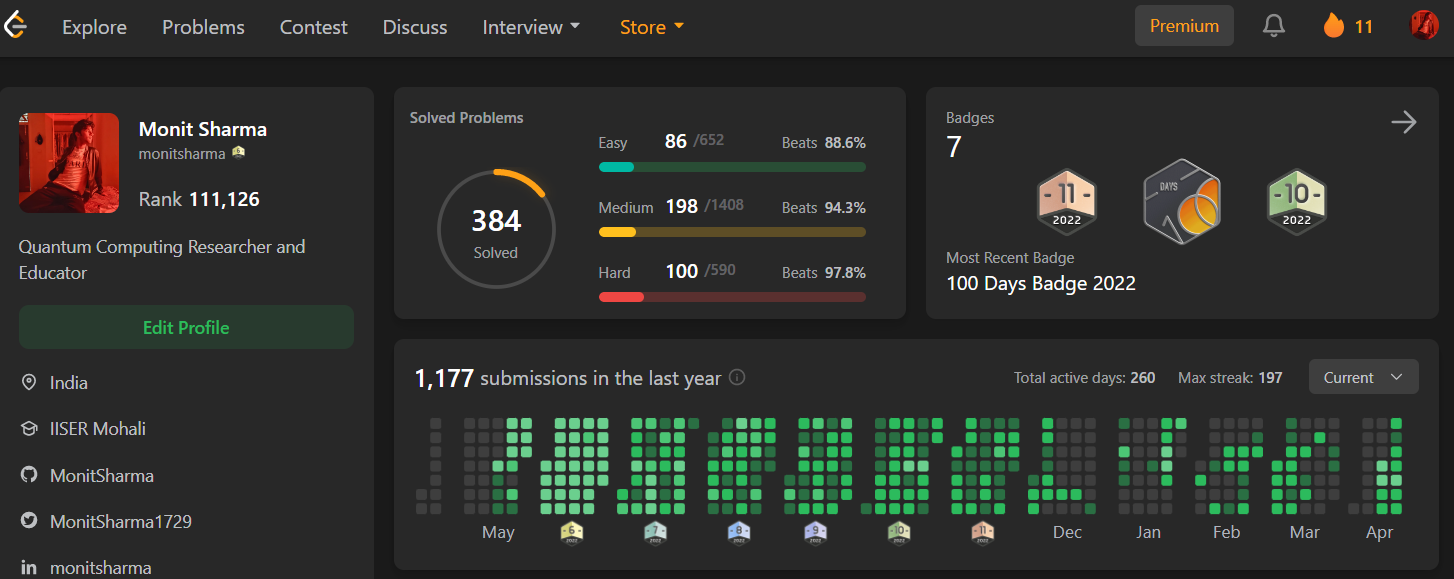 Explore Problems Contest Discuss Interview Store Premium 11
Monit Sharma
monitsharma
Rank 111,126
Quantum Computing Researcher and
Educator
Edit Profile
India
IISER Mohali
MonitSharma
MonitSharma1729
monitsharma
Solved Problems
384
Solved
Easy 86 /652 Beats 88.6%
Medium 198 /1408 Beats 94.3%
Hard 100 /590 Beats 97.8%
Badges
7
11
2022
DAYS
10
2022
Most Recent Badge
100 Days Badge 2022
1,177 submissions in the last year Total active days: 260 Max streak: 197 Current
May 6 7 8 9 10 11 Dec Jan Feb Mar Apr
2022 2022 2022 2022 2022 2022